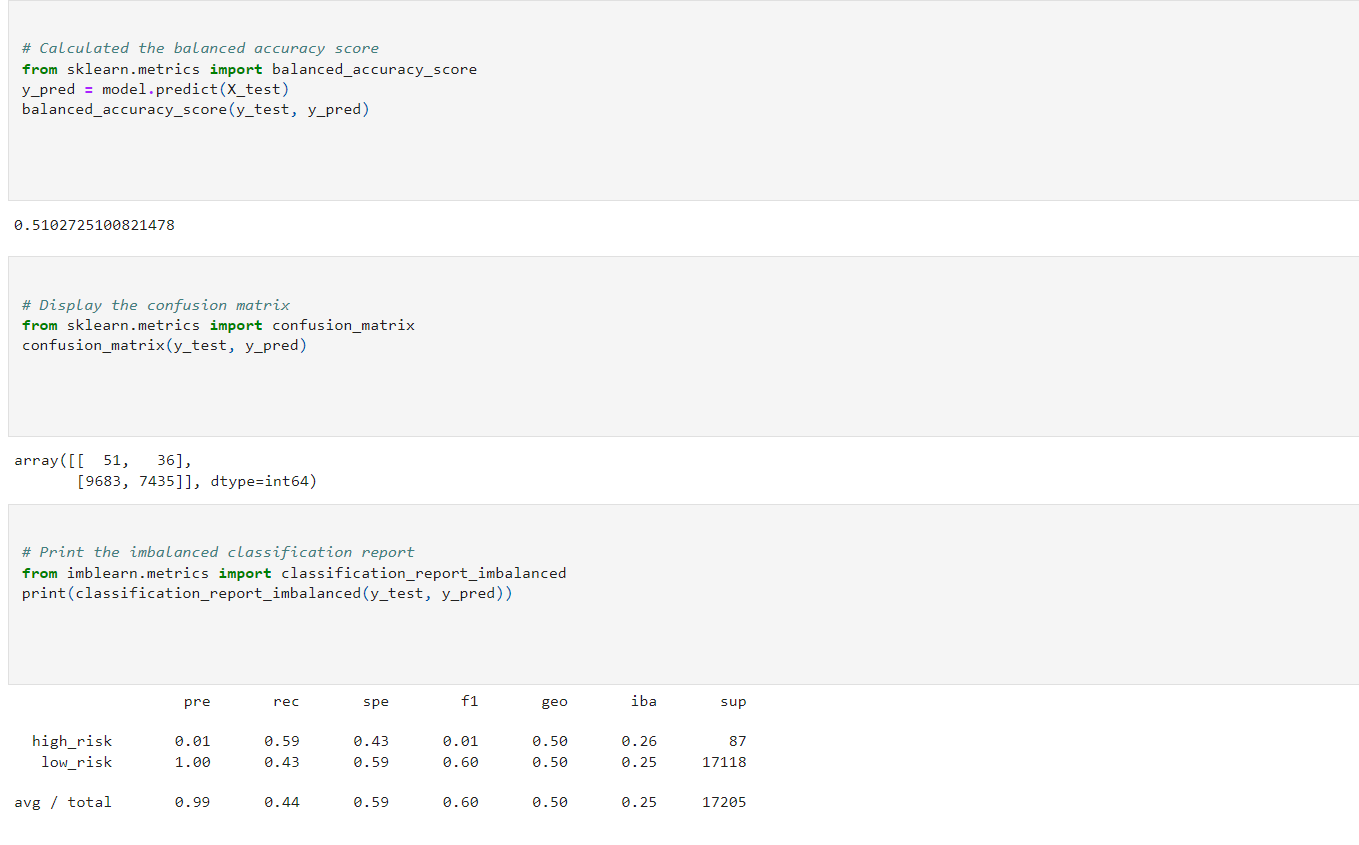 # Calculated the balanced accuracy score
from sklearn.metrics import balanced_accuracy_score
y_pred = model.predict(X_test)
balanced_accuracy_score(y_test, y_pred)
0.5102725100821478
# Display the confusion matrix
from sklearn.metrics import confusion_matrix
confusion_matrix(y_test, y_pred)
array([[  51,   36],
       [9683, 7435]], dtype=int64)
# Print the imbalanced classification report
from imblearn.metrics import classification_report_imbalanced
print(classification_report_imbalanced(y_test, y_pred))
                   pre       rec       spe        f1       geo       iba       sup
  high_risk       0.01      0.59      0.43      0.01      0.50      0.26        87
   low_risk       1.00      0.43      0.59      0.60      0.50      0.25     17118
avg / total       0.99      0.44      0.59      0.60      0.50      0.25     17205